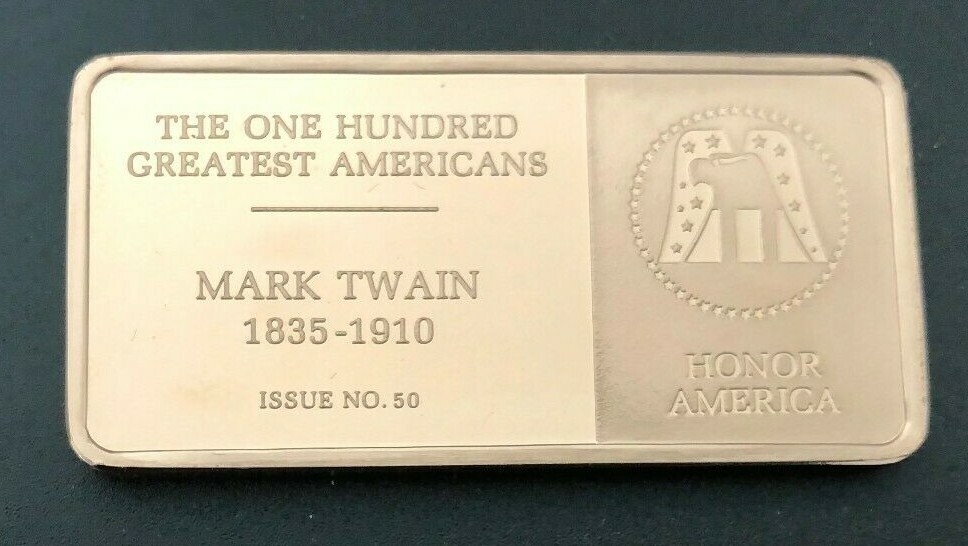 THE ONE HUNDRED
GREATEST AMERICANS
MARK TWAIN
1835-1910
ISSUE NO. 50
HONOR
AMERICA